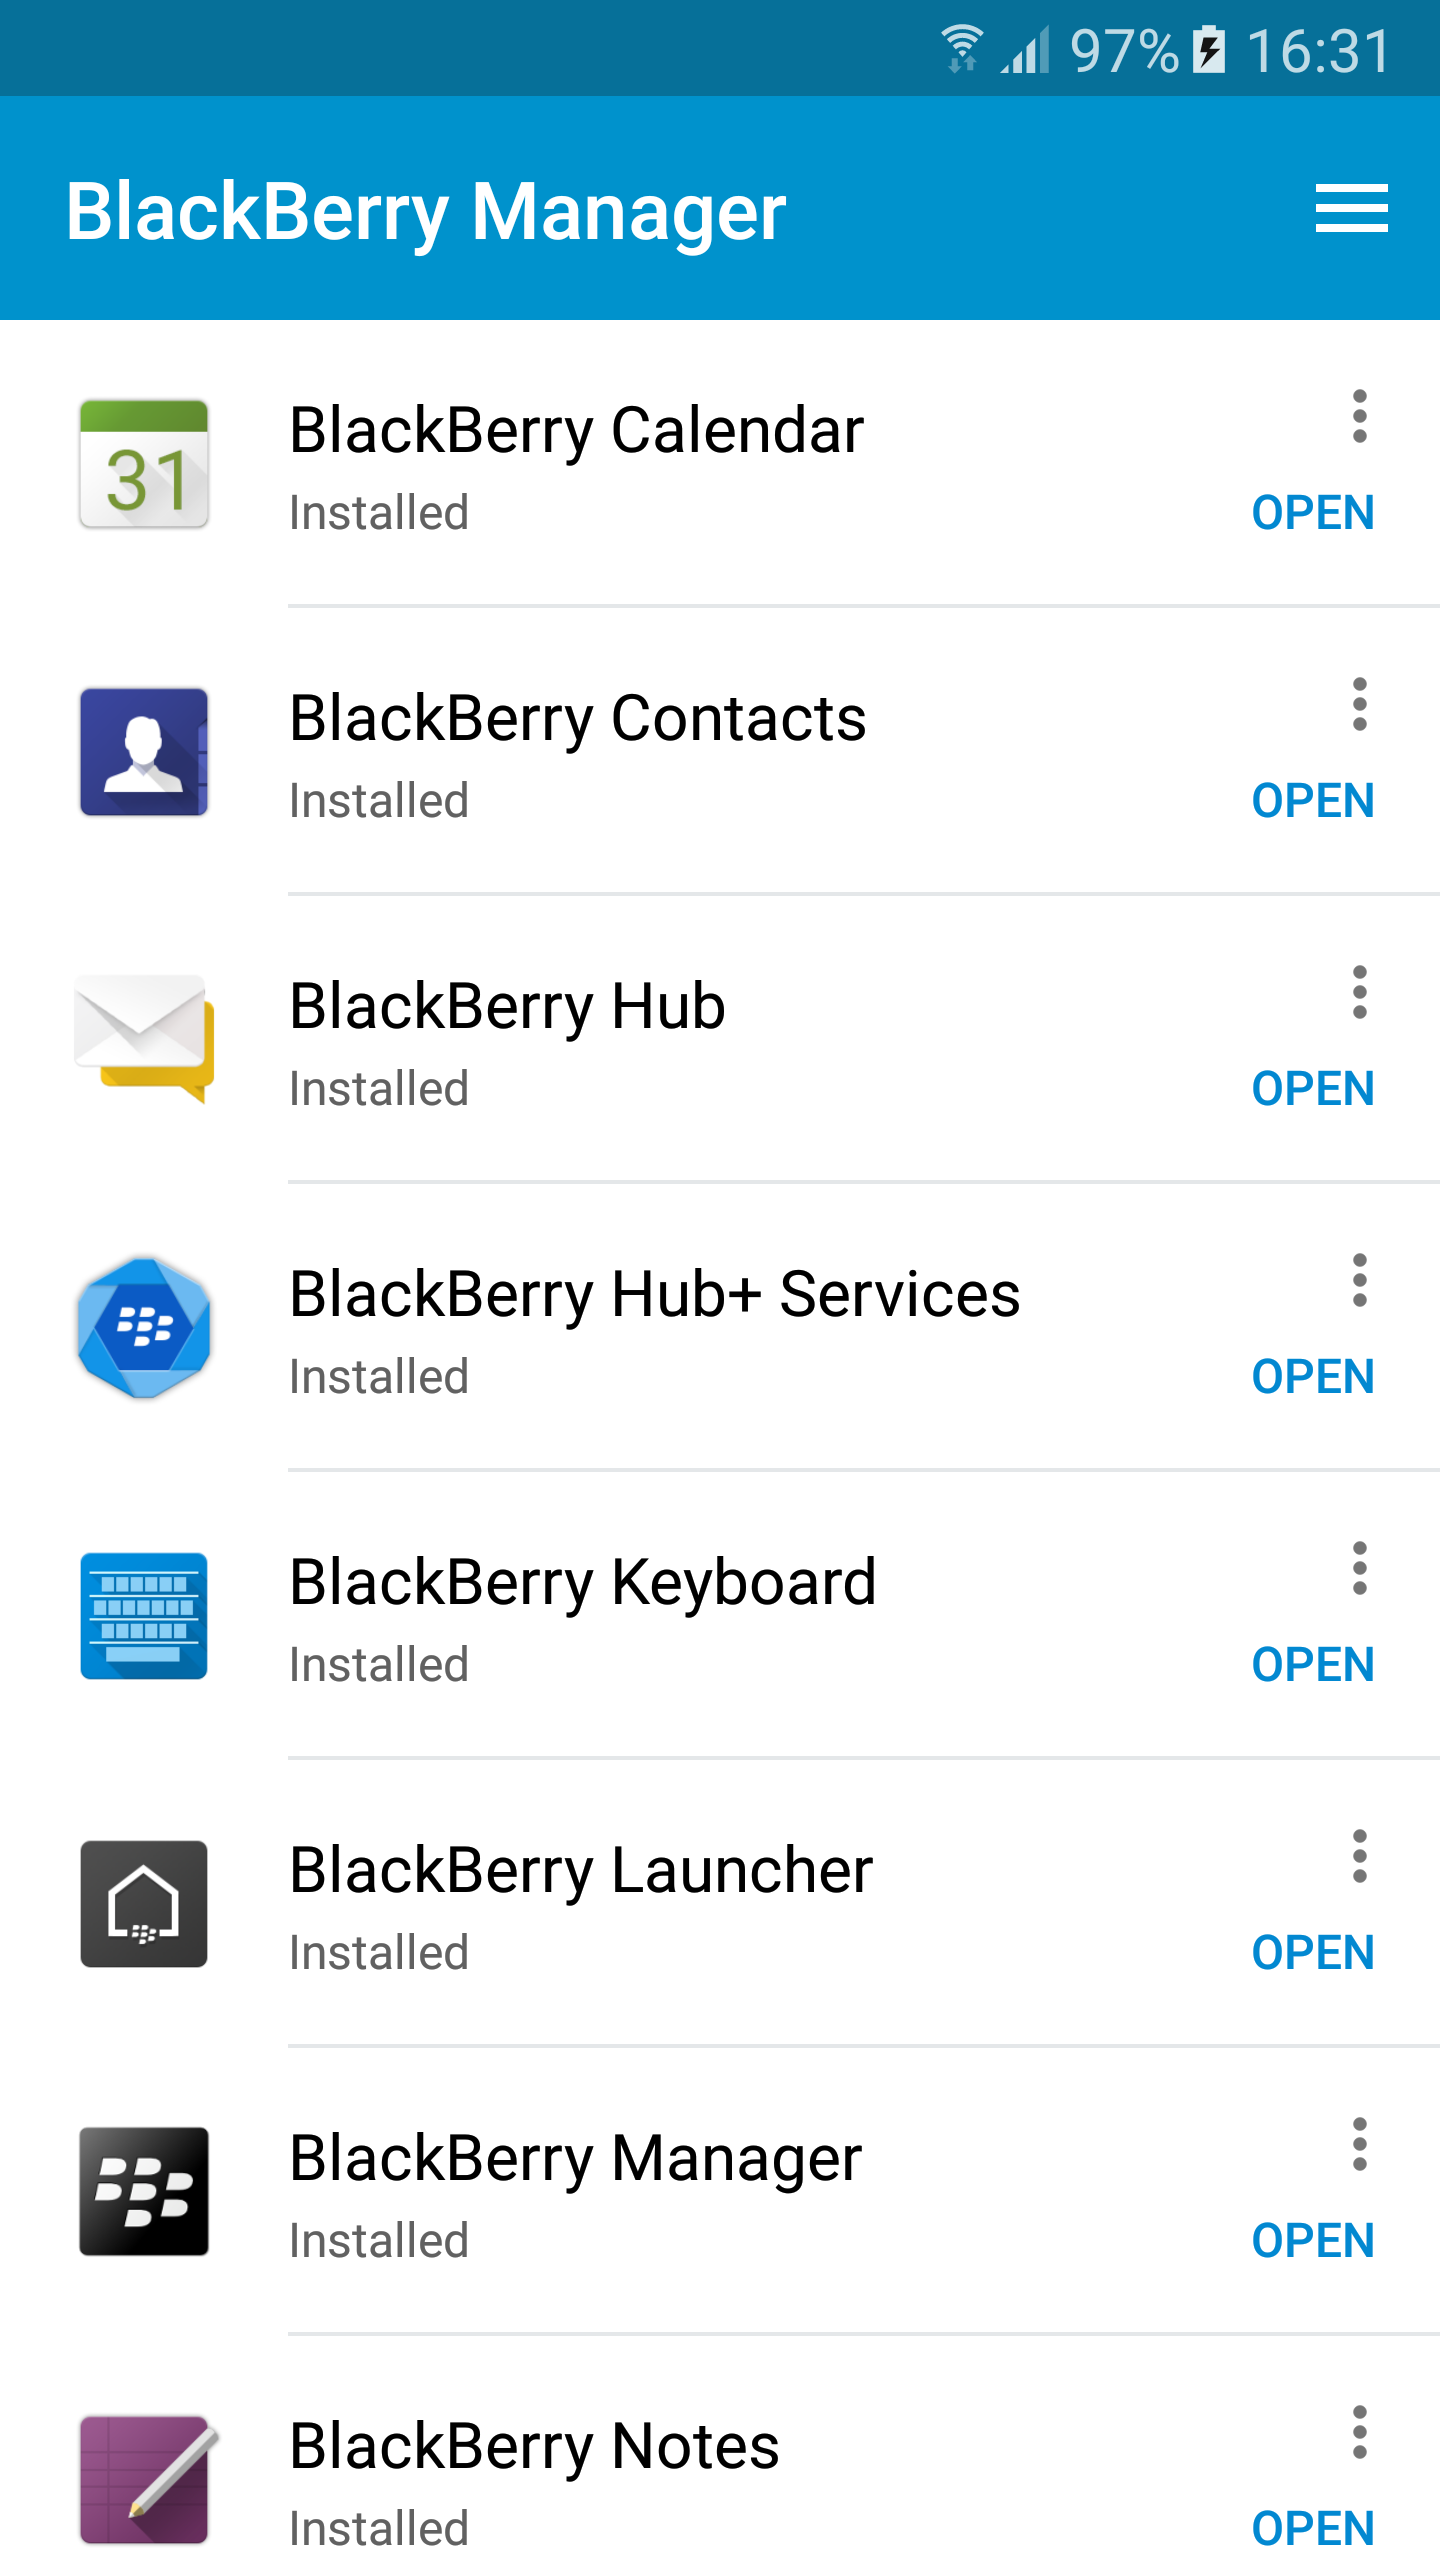 97% 16:31
BlackBerry Manager
31
BlackBerry Calendar
Installed
OPEN
BlackBerry Contacts
Installed
OPEN
BlackBerry Hub
Installed
OPEN
BlackBerry Hub+ Services
Installed
OPEN
BlackBerry Keyboard
Installed
OPEN
BlackBerry Launcher
Installed
OPEN
BlackBerry Manager
Installed
OPEN
BlackBerry Notes
Installed
OPEN